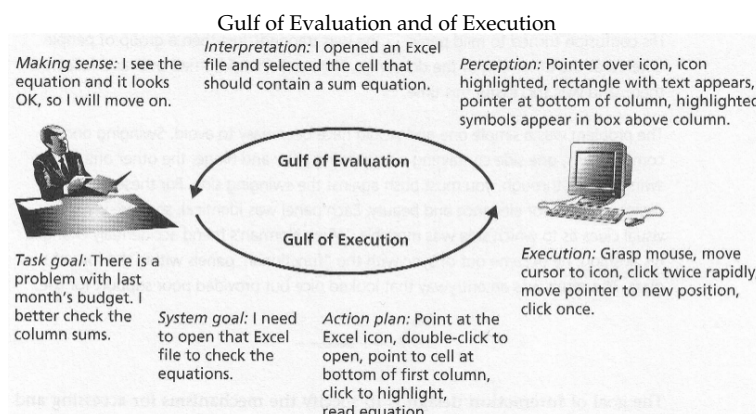 Gulf of Evaluation and of Execution
Making sense: I see the
equation and it looks
OK, so I will move on.
Interpretation: I opened an Excel
file and selected the cell that
should contain a sum equation.
Perception: Pointer over icon, icon
highlighted, rectangle with text appears,
pointer at bottom of column, highlighted
symbols appear in box above column.
Gulf of Evaluation
Gulf of Execution
Task goal: There is
problem with last
month's budget. I
better check the
column sums.
System goal: I need
to open that Excel
file to check the
equations.
Action plan: Point at the
Excel icon, double-click to
open, point to cell at
bottom of first column,
click to highlight,
read equation
Execution: Grasp mouse, move
cursor to icon, click twice rapidly
move pointer to new position,
click once.